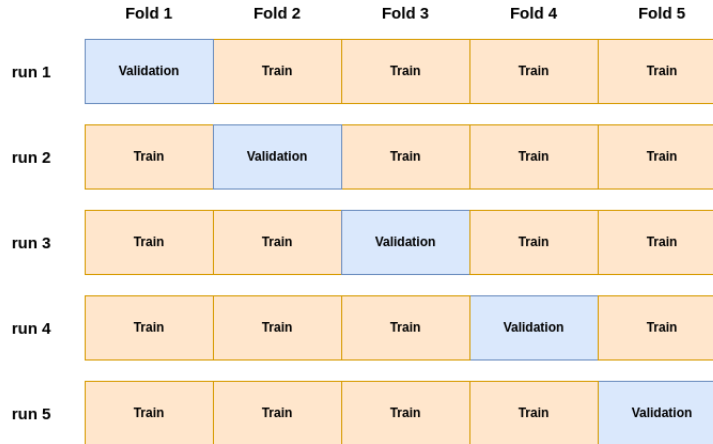 Fold 1 Fold 2 Fold 3 Fold 4 Fold 5
run 1 Validation Train Train Train Train
run 2 Train Validation Train Train Train
run 3 Train Train Validation Train Train
run 4 Train Train Train Validation Train
run 5 Train Train Train Train Validation